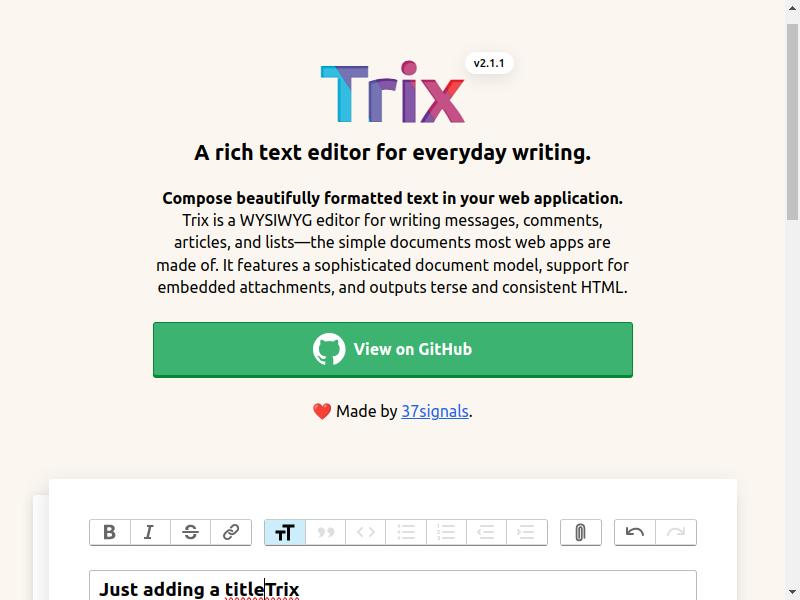 Trix
v2.1.1
A rich text editor for everyday writing.
Compose beautifully formatted text in your web application.
Trix is a WYSIWYG editor for writing messages, comments,
articles, and lists—the simple documents most web apps are
made of. It features a sophisticated document model, support for
embedded attachments, and outputs terse and consistent HTML.
View on GitHub
❤️ Made by 37signals.
Just adding a titleTrix